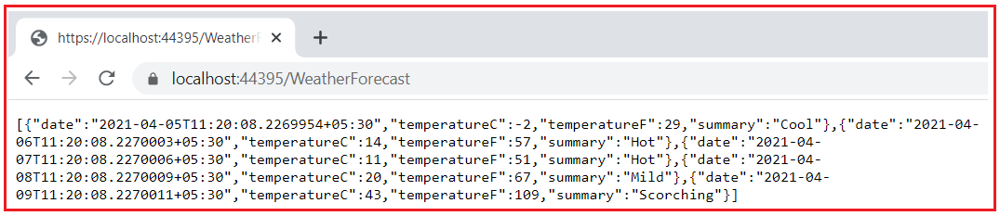 https://localhost:44395/WeatherF
localhost:44395/WeatherForecast
[{"date":"2021-04-05T11:20:08.2269954+05:30","temperatureC":-2,"temperatureF":29,"summary":"Cool"},{"date":"2021-04-
06T11:20:08.2270003+05:30","temperatureC":14,"temperatureF":57,"summary":"Hot"},{"date":"2021-04-
07T11:20:08.2270006+05:30","temperatureC":11,"temperatureF":51,"summary":"Hot"},{"date":"2021-04-
08T11:20:08.2270009+05:30","temperatureC":20,"temperatureF":67,"summary":"Mild"},{"date":"2021-04-
09T11:20:08.2270011+05:30","temperatureC":43,"temperatureF":109,"summary":"Scorching"}]